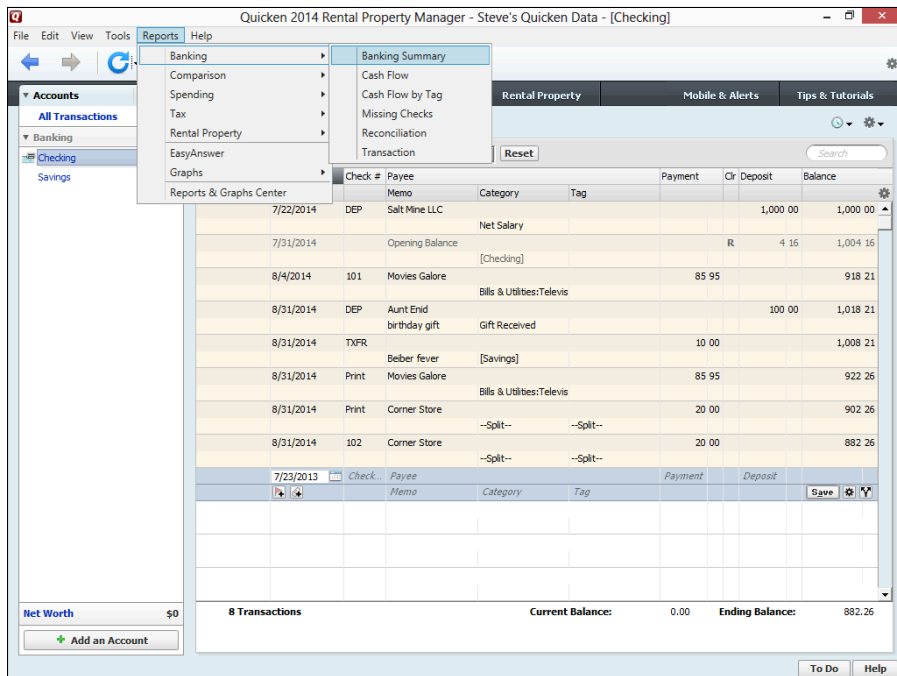 Quicken 2014 Rental Property Manager - Steve's Quicken Data - [Checking]
File Edit View Tools Reports Help
Banking
Comparison
Spending
Tax
Rental Property
EasyAnswer
Graphs
Reports & Graphs Center
Banking Summary
Cash Flow
Cash Flow by Tag
Missing Checks
Reconciliation
Transaction
Rental Property Mobile & Alerts Tips & Tutorials
Accounts
All Transactions
Banking
Checking
Savings
Reset Search
Check # Payee Payment Clr Deposit Balance
Memo Category Tag
7/22/2014 DEP Salt Mine LLC 1,000 00 1,000 00
Net Salary
7/31/2014 Opening Balance R 4 16 1,004 16
[Checking]
8/4/2014 101 Movies Galore 85 95 918 21
Bills & Utilities:Televis
8/31/2014 DEP Aunt Enid 100 00 1,018 21
birthday gift Gift Received
8/31/2014 TXFR 10 00 1,008 21
Beiber fever [Savings]
8/31/2014 Print Movies Galore 85 95 922 26
Bills & Utilities:Televis
8/31/2014 Print Corner Store 20 00 902 26
--Split-- --Split--
8/31/2014 102 Corner Store 20 00 882 26
--Split-- --Split--
7/23/2013 Check... Payee Payment Deposit
Memo Category Tag Save
Net Worth $0
8 Transactions Current Balance: 0.00 Ending Balance: 882.26
Add an Account
To Do Help